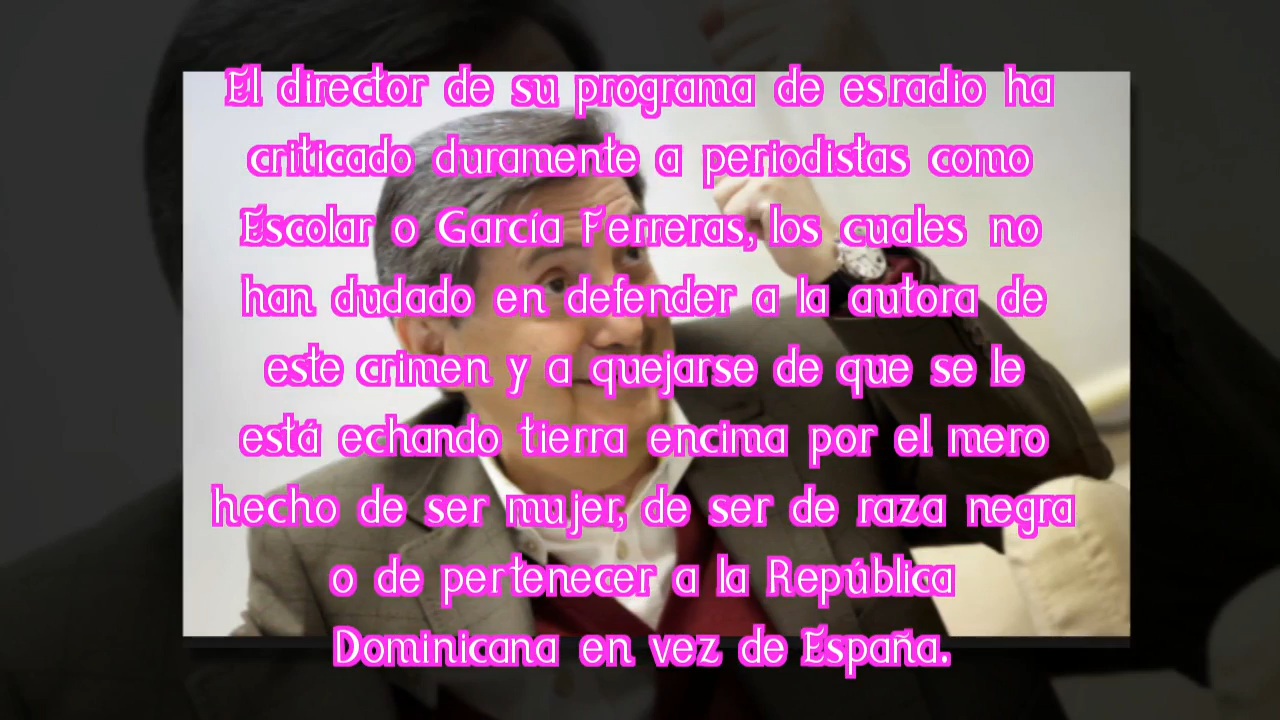 El director de su programa de esradio ha
criticado duramente a periodistas como
Escolar o García Ferreras, los cuales no
han dudado en defender a la autora de
este crimen y a quejarse de que se le
está echando tierra encima por el mero
hecho de ser mujer, de ser de raza negra
o de pertenecer a la República
Dominicana en vez de España.